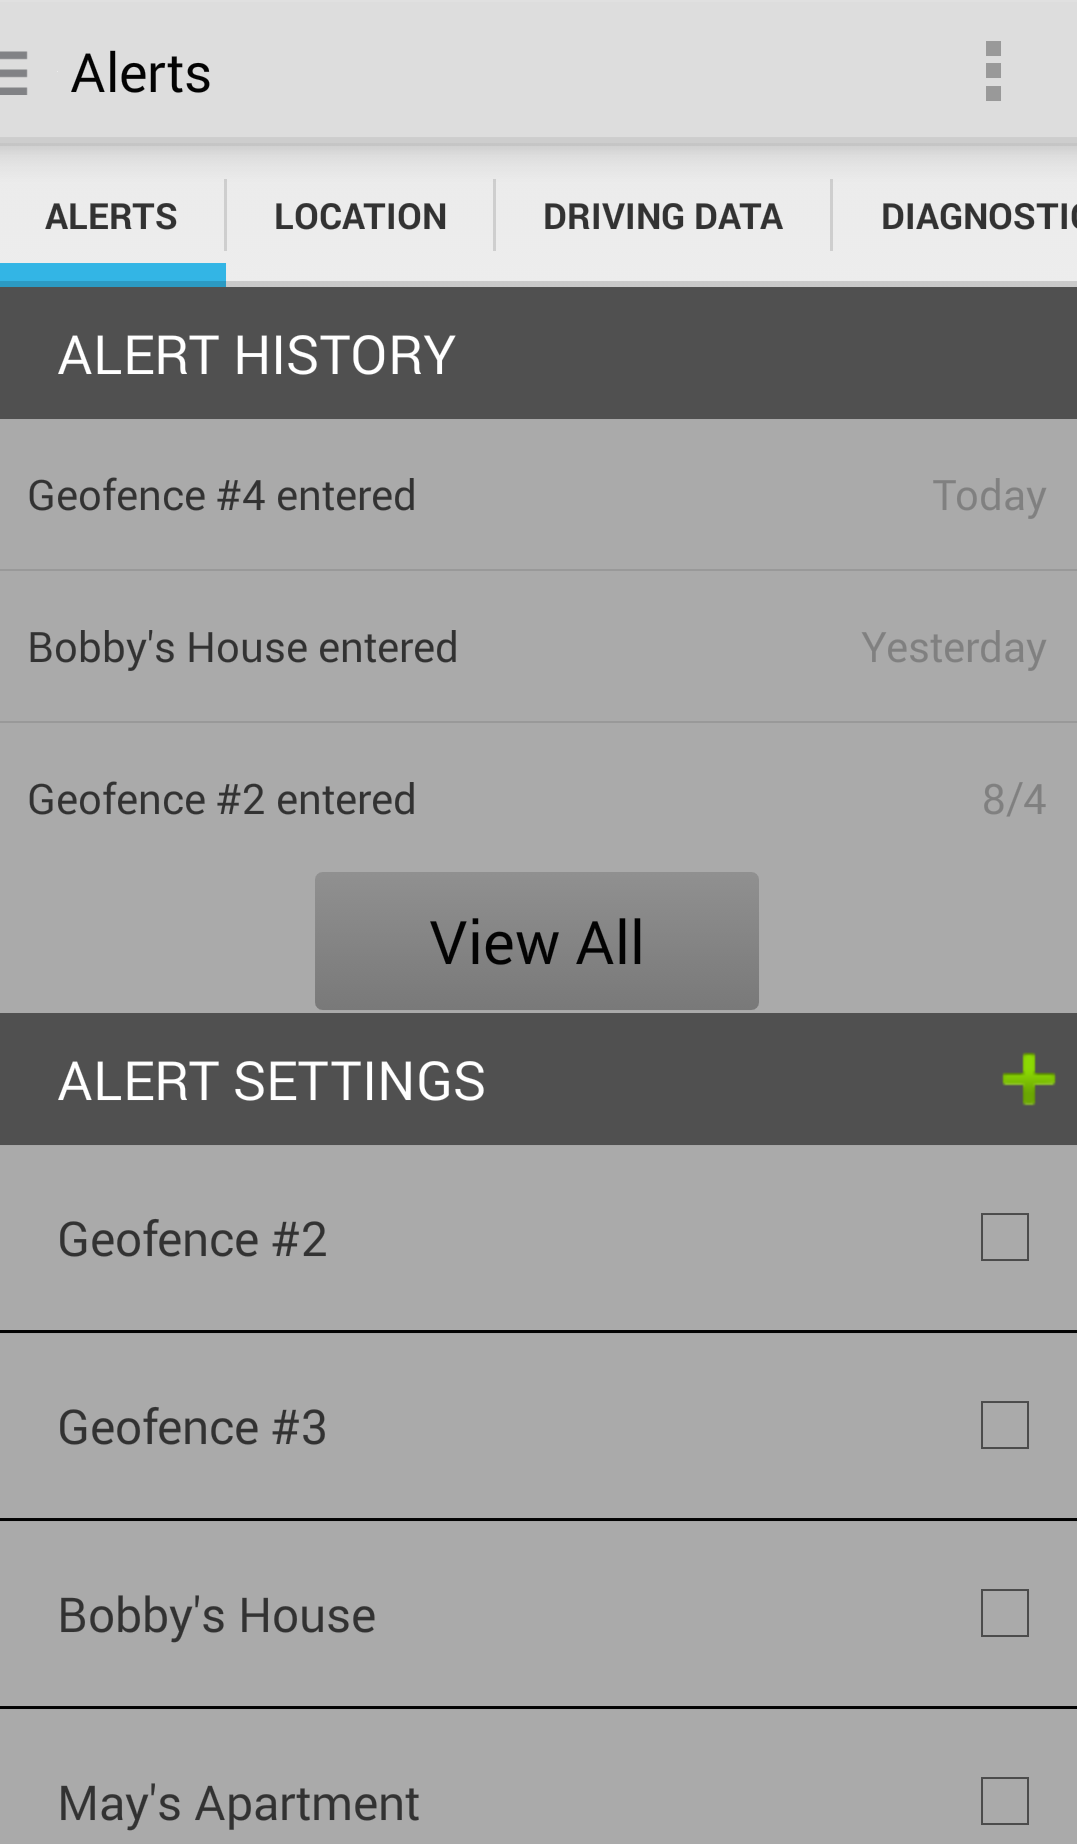 Alerts
ALERTS LOCATION DRIVING DATA
ALERT HISTORY
Geofence #4 entered Today
Bobby's House entered Yesterday
Geofence #2 entered 8/4
View All
ALERT SETTINGS
Geofence #2
Geofence #3
Bobby's House
May's Apartment